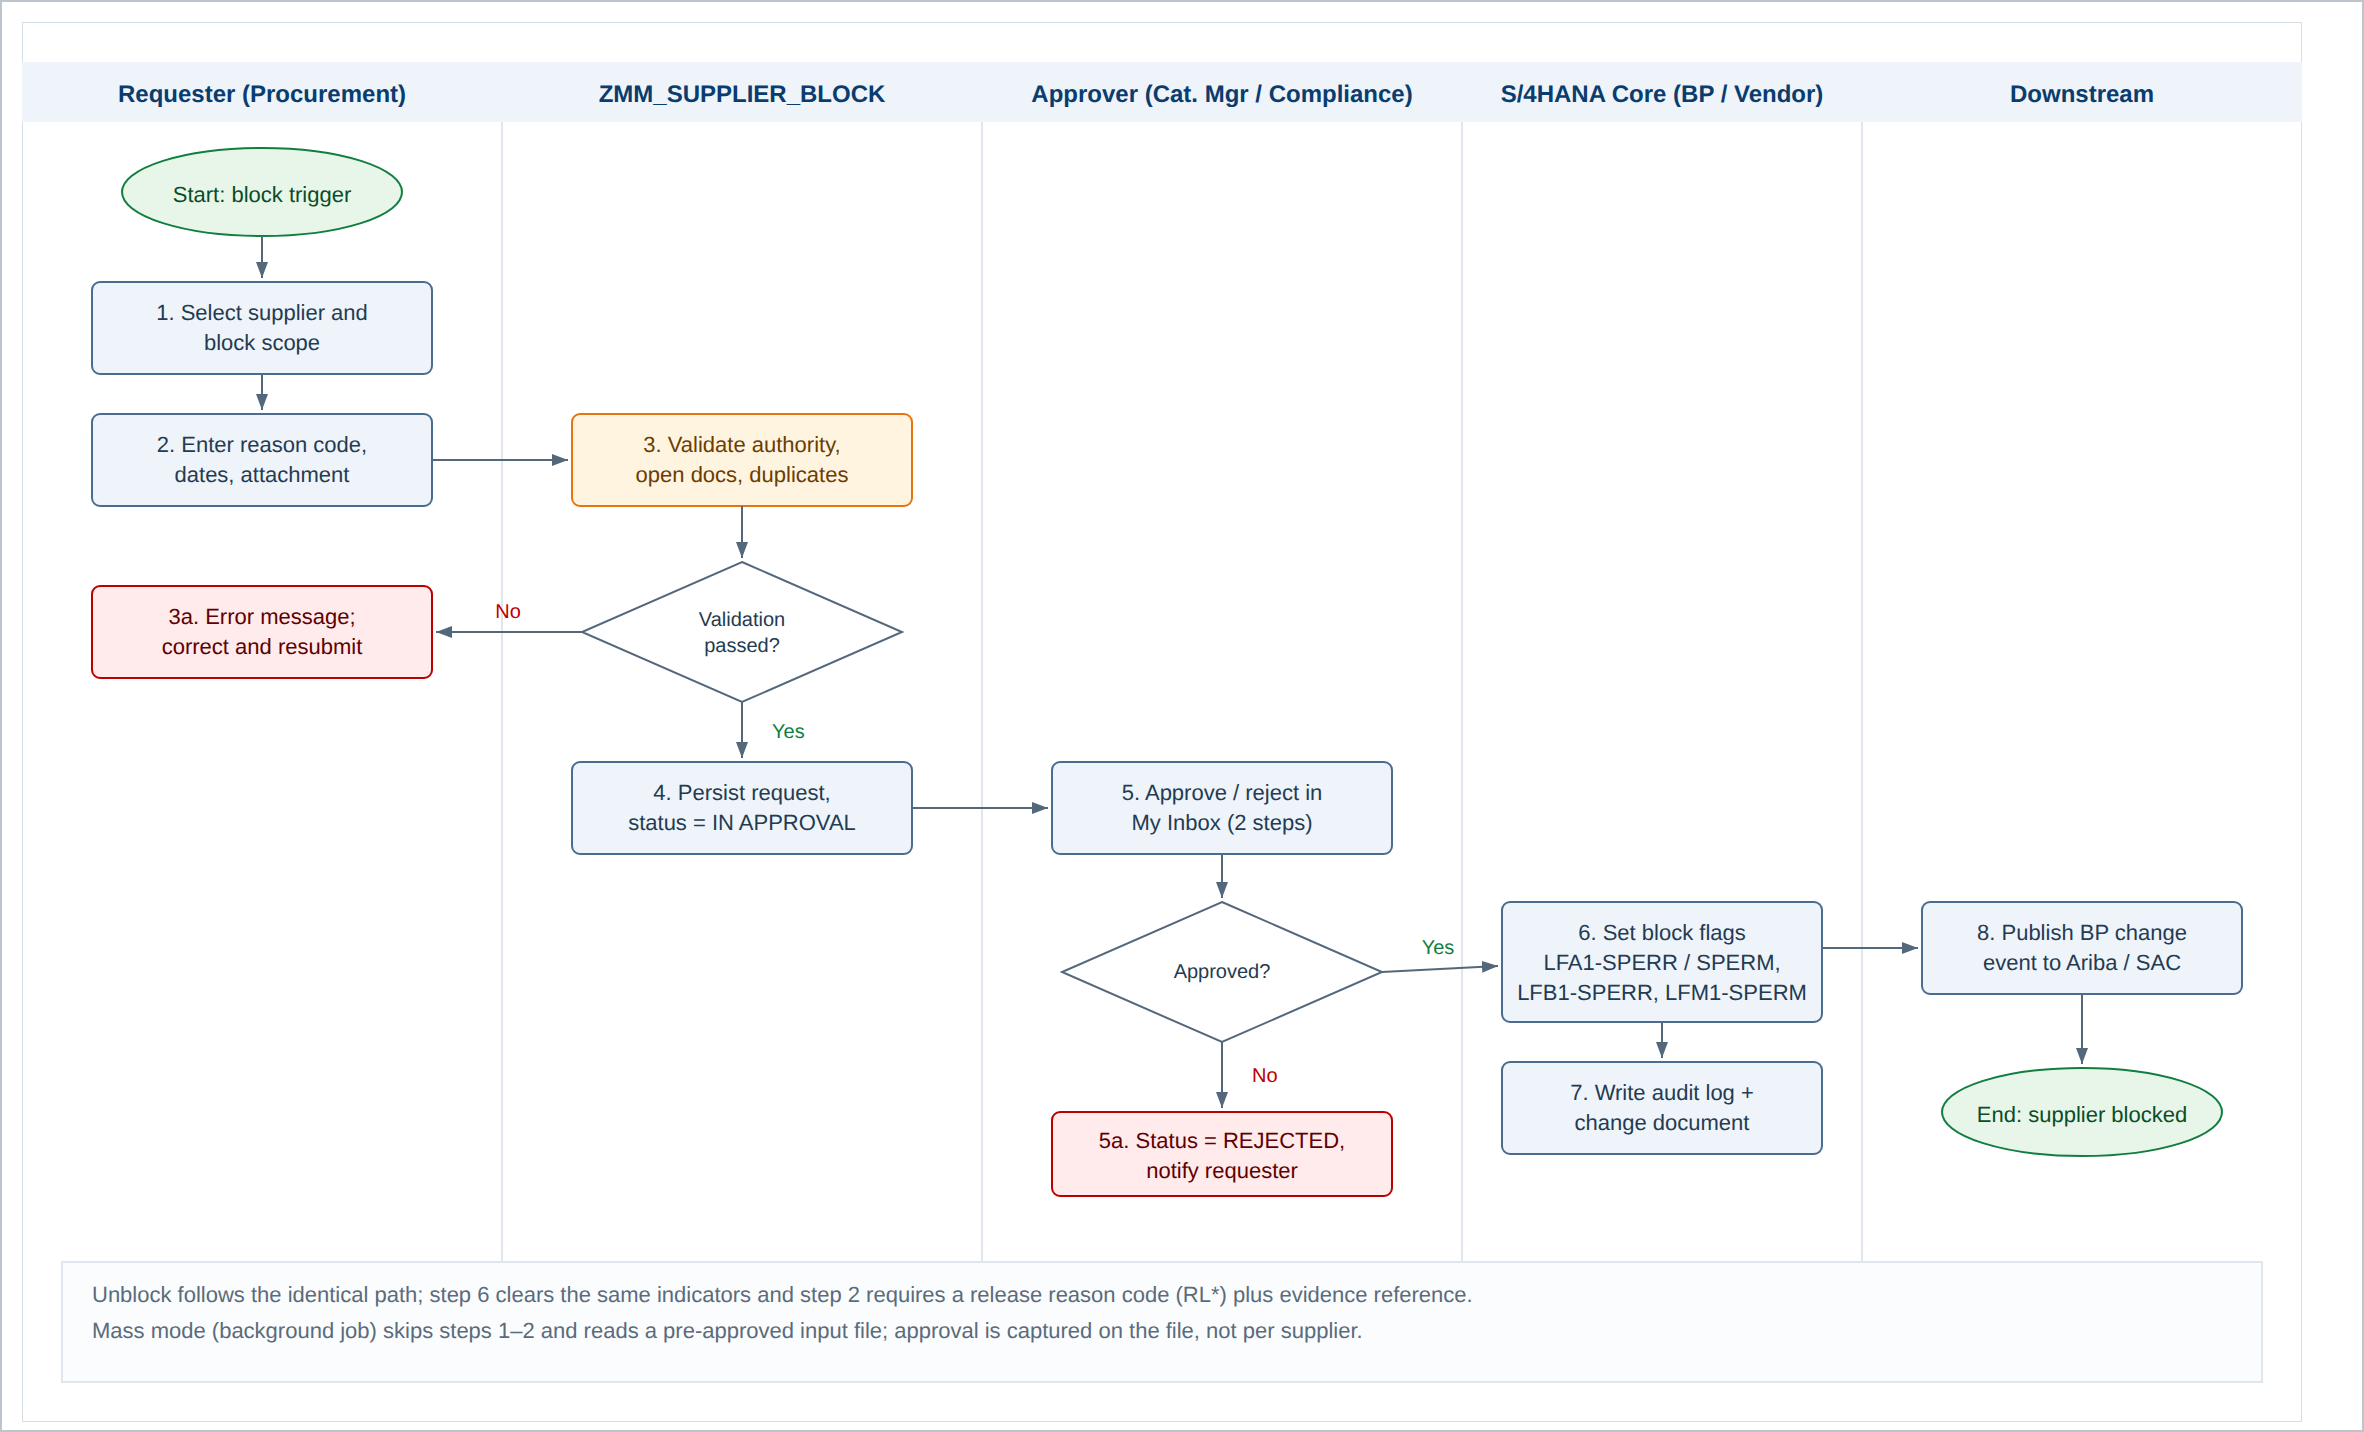 Requester (Procurement)
ZMM_SUPPLIER_BLOCK
Approver (Cat. Mgr / Compliance)
S/4HANA Core (BP / Vendor)
Downstream
Start: block trigger
1. Select supplier and
block scope
2. Enter reason code,
dates, attachment
3. Validate authority,
open docs, duplicates
Validation
passed?
No
3a. Error message;
correct and resubmit
Yes
4. Persist request,
status = IN APPROVAL
5. Approve / reject in
My Inbox (2 steps)
Approved?
Yes
No
5a. Status = REJECTED,
notify requester
6. Set block flags
LFA1-SPERR / SPERM,
LFB1-SPERR, LFM1-SPERM
7. Write audit log +
change document
8. Publish BP change
event to Ariba / SAC
End: supplier blocked
Unblock follows the identical path; step 6 clears the same indicators and step 2 requires a release reason code (RL*) plus evidence reference.
Mass mode (background job) skips steps 1–2 and reads a pre-approved input file; approval is captured on the file, not per supplier.